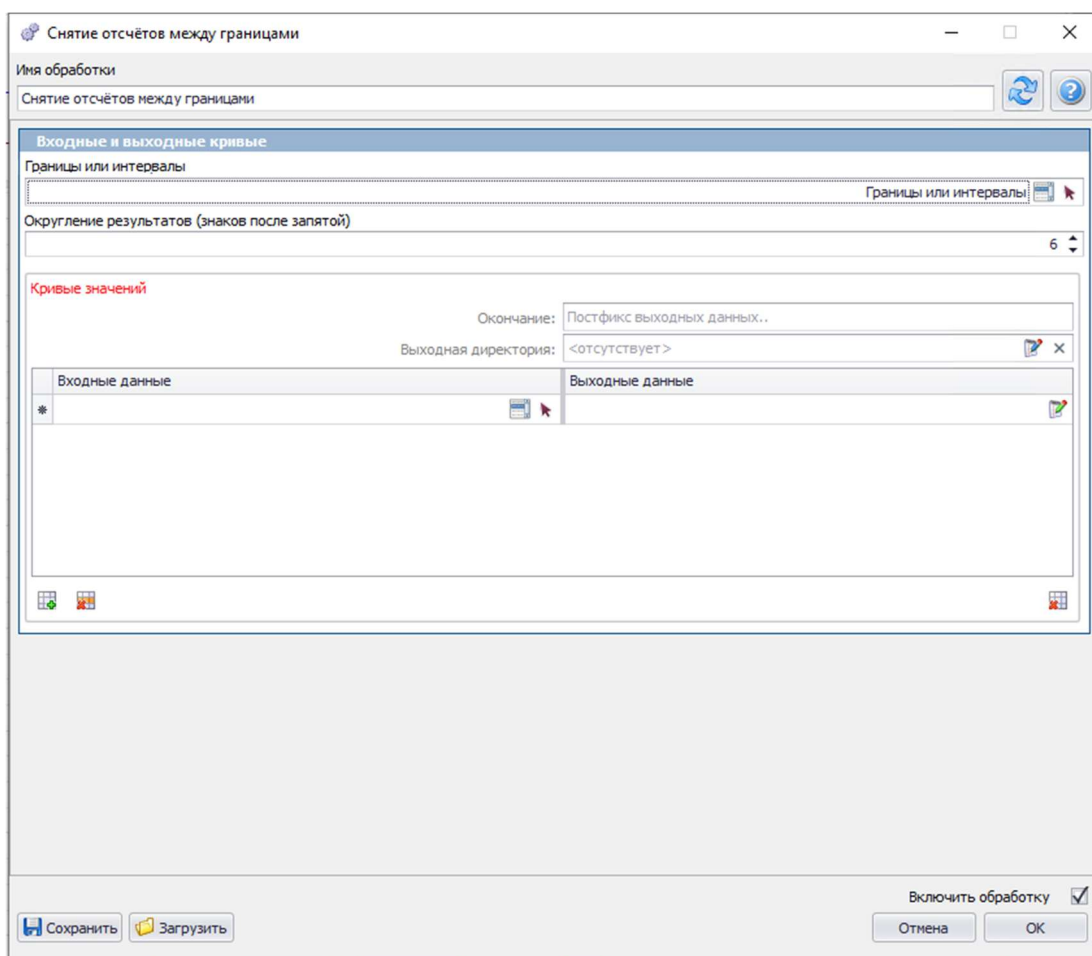 Снятие отсчётов между границами
Имя обработки
Снятие отсчётов между границами
Входные и выходные кривые
Границы или интервалы
Границы или интервалы
Округление результатов (знаков после запятой)
6
Кривые значений
Окончание: Постфикс выходных данных..
Выходная директория: <отсутствует>
Входные данные Выходные данные
Включить обработку
Сохранить Загрузить Отмена ОК